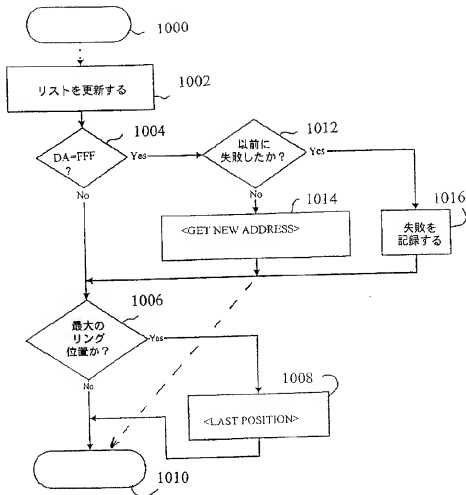 1000
リストを更新する
1002
DA=FFF
?
1004
Yes
No
以前に
失敗したか?
1012
Yes
No
1014
<GET NEW ADDRESS>
1016
失敗を
記録する
1006
最大の
リング
位置か?
Yes
No
1008
<LAST POSITION>
1010